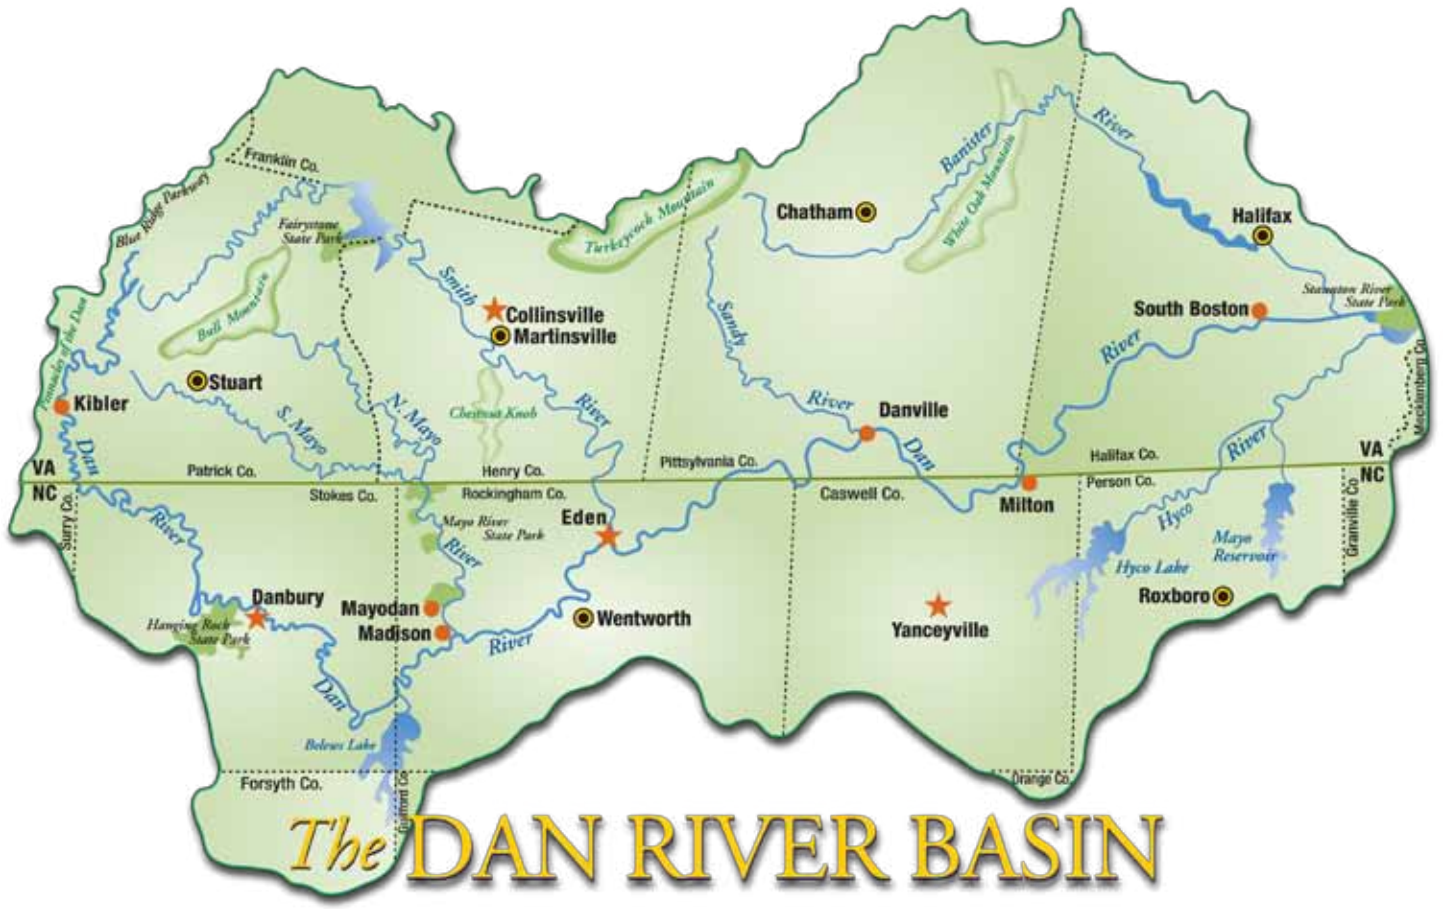 Franklin Co.
Blue Ridge Parkway
Fairystone
State Park
Turkeycock Mountain
Banister
River
White Oak Mountain
Chatham
Halifax
Staunton River
State Park
South Boston
River
Mecklenberg Co.
Smith
Collinsville
Martinsville
Bull Mountain
Pinnacles of the Dan
Stuart
Kibler
Dan
S. Mayo
N. Mayo
Chestnut Knob
River
Sandy
River
Danville
Dan
River
VA
NC
Patrick Co.
Henry Co.
Pittsylvania Co.
Halifax Co.
VA
NC
Surry Co.
Stokes Co.
Rockingham Co.
Caswell Co.
Person Co.
Granville Co.
Milton
Eden
Mayo River
State Park
River
River
Hyco
Hyco Lake
Mayo
Reservoir
Roxboro
Danbury
Hanging Rock
State Park
Mayodan
Madison
Wentworth
River
Yanceyville
Dan
Belews Lake
Forsyth Co.
Guilford Co.
Orange Co.
The DAN RIVER BASIN